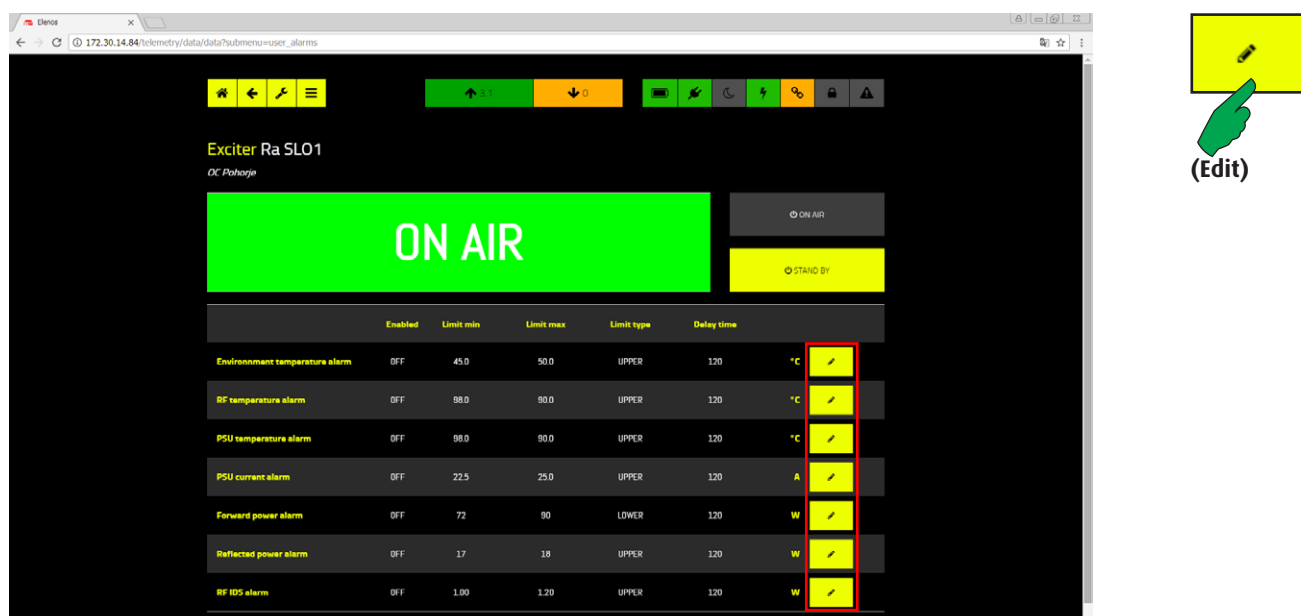 Elenos
172.30.14.84/telemetry/data/data?submenu=user_alarms
3.1
0
Exciter Ra SLO1
OC Pohorje
ON AIR
ON AIR
STAND BY
Enabled Limit min Limit max Limit type Delay time
Environnment temperature alarm OFF 45.0 50.0 UPPER 120 °C
RF temperature alarm OFF 98.0 90.0 UPPER 120 °C
PSU temperature alarm OFF 98.0 90.0 UPPER 120 °C
PSU current alarm OFF 22.5 25.0 UPPER 120 A
Forward power alarm OFF 72 90 LOWER 120 W
Reflected power alarm OFF 17 18 UPPER 120 W
RF IDS alarm OFF 1.00 1.20 UPPER 120 W
(Edit)